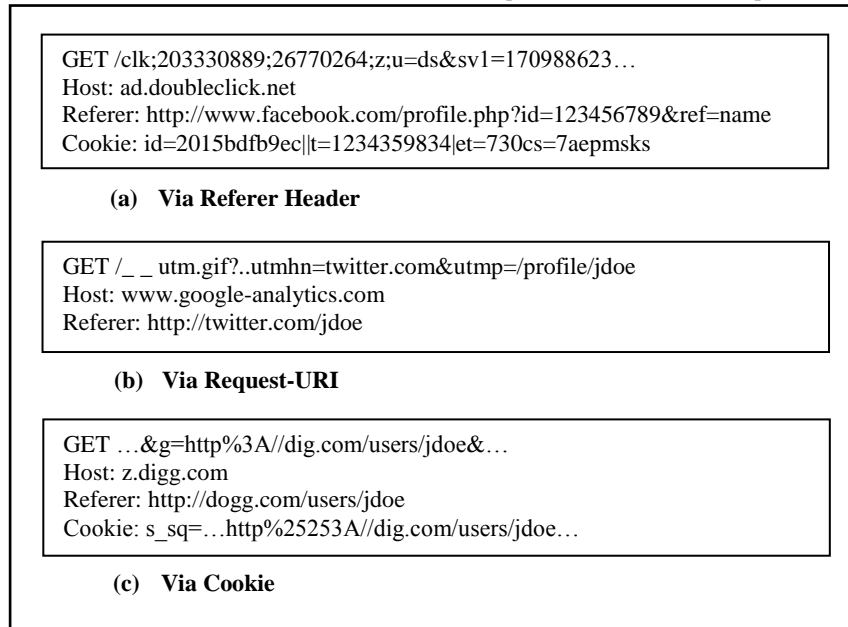 GET /clk;203330889;26770264;z;u=ds&sv1=170988623…
Host: ad.doubleclick.net
Referer: http://www.facebook.com/profile.php?id=123456789&ref=name
Cookie: id=2015bdfb9ec||t=1234359834|et=730cs=7aepmsks
(a) Via Referer Header
GET /_ _ utm.gif?..utmhn=twitter.com&utmp=/profile/jdoe
Host: www.google-analytics.com
Referer: http://twitter.com/jdoe
(b) Via Request-URI
GET …&g=http%3A//dig.com/users/jdoe&…
Host: z.digg.com
Referer: http://dogg.com/users/jdoe
Cookie: s_sq=…http%25253A//dig.com/users/jdoe…
(c) Via Cookie